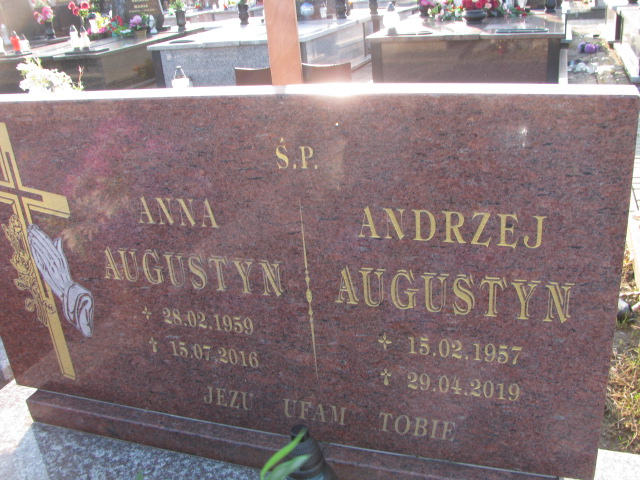 Ś.P.
ANNA
AUGUSTYN
✝ 28.02.1959
✝ 15.07.2016
ANDRZEJ
AUGUSTYN
✝ 15.02.1957
✝ 29.04.2019
JEZU UFAM TOBIE